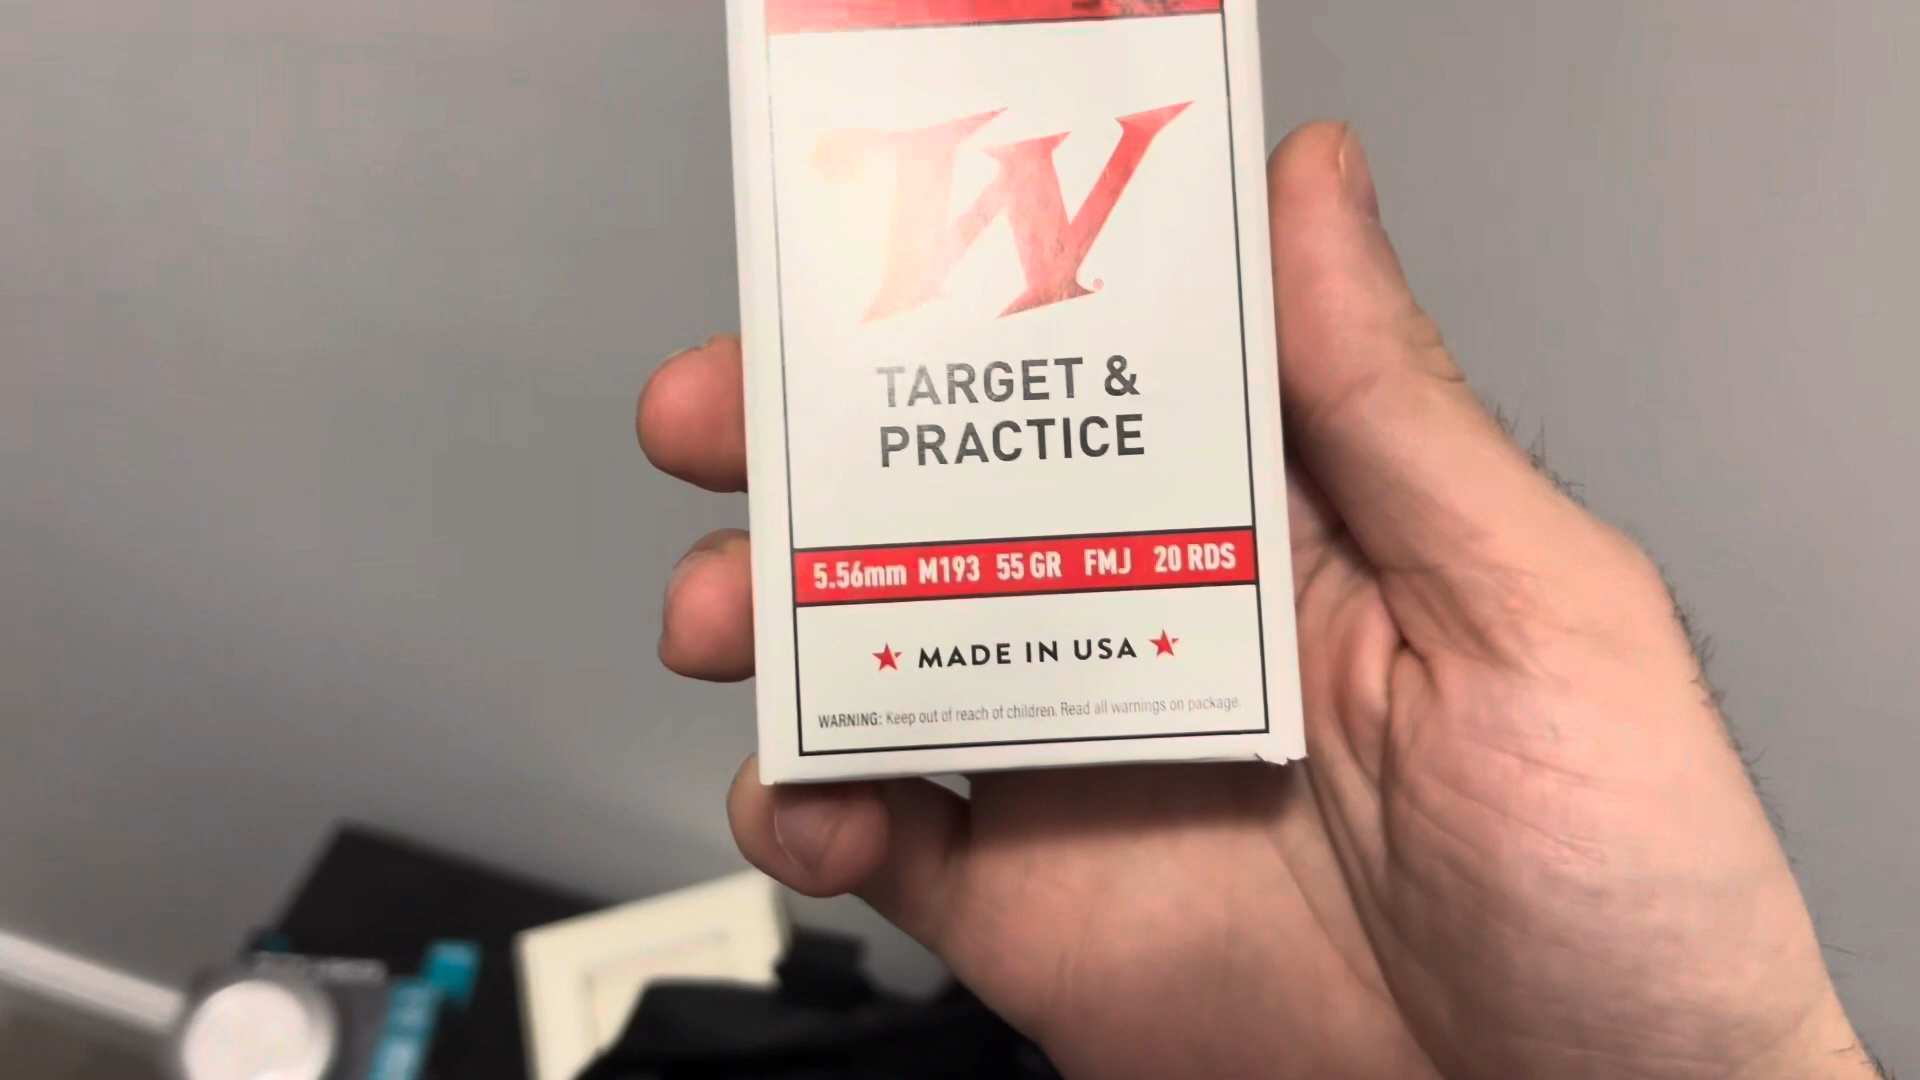 W
TARGET &
PRACTICE
5.56mm M193 55 GR FMJ 20 RDS
MADE IN USA
WARNING: Keep out of reach of children. Read all warnings on package.